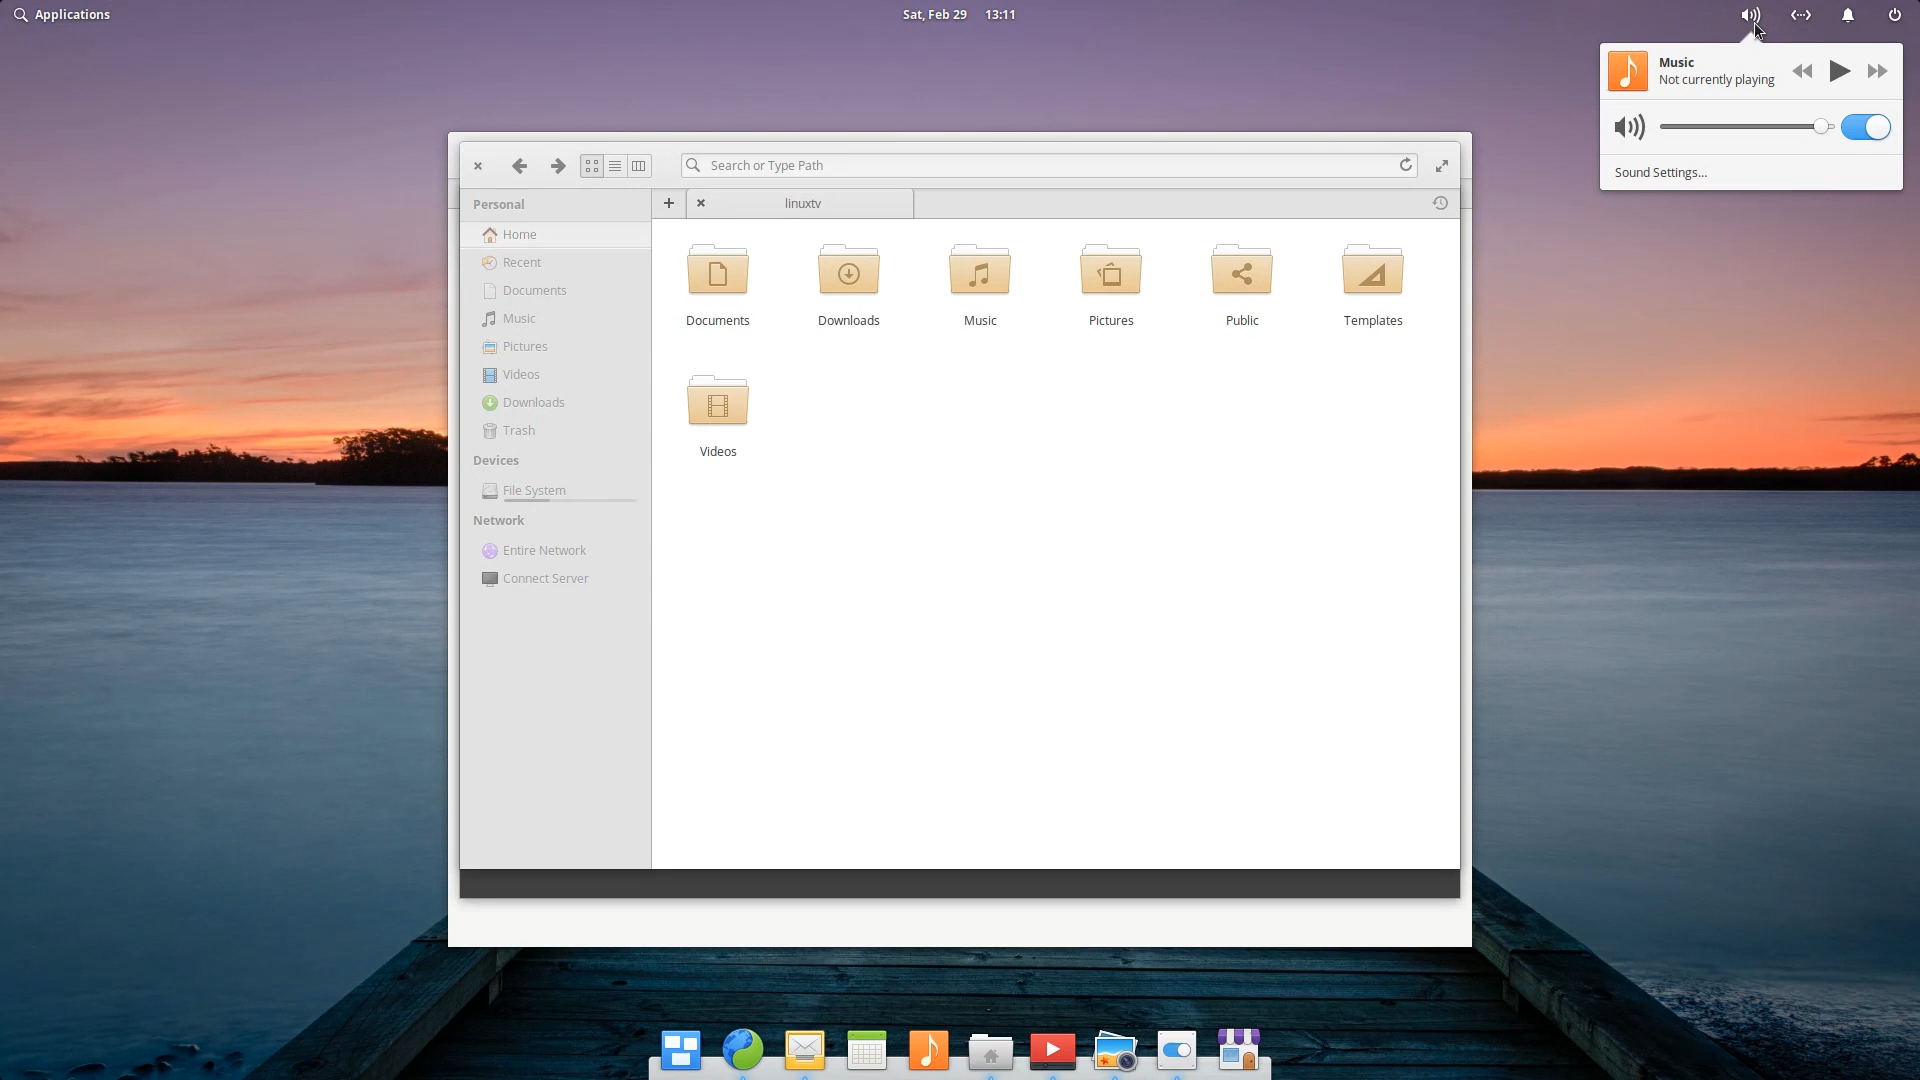 Applications
Sat, Feb 29 13:11
Music
Not currently playing
Sound Settings...
Search or Type Path
Personal
linuxtv
Home
Recent
Documents
Music
Pictures
Videos
Downloads
Trash
Devices
File System
Network
Entire Network
Connect Server
Documents
Downloads
Music
Pictures
Public
Templates
Videos